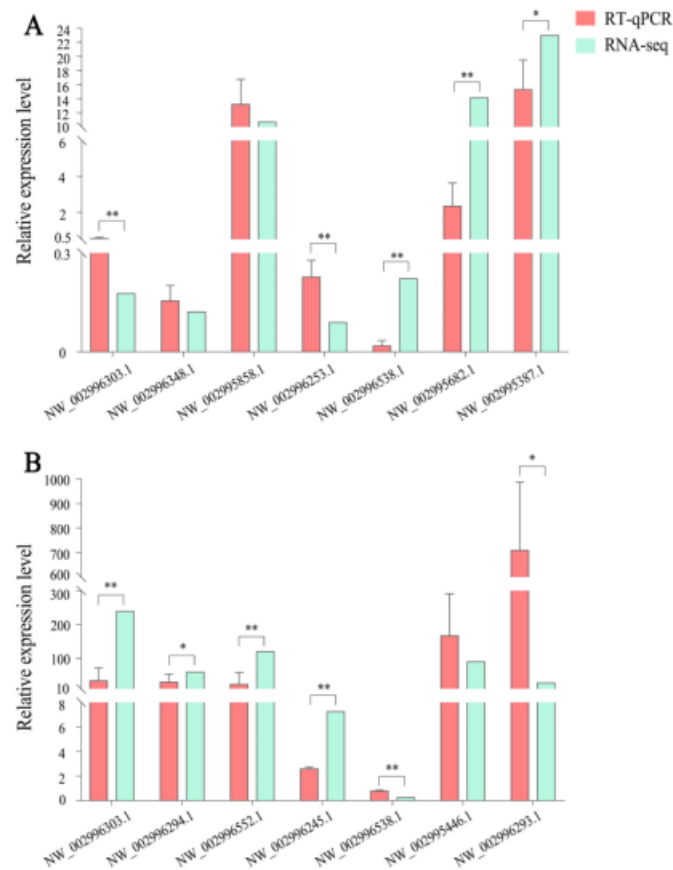 A
RT-qPCR
RNA-seq
Relative expression level
24
22
20
18
16
14
12
10
6
4
2
0.5
0.3
0
**
**
**
**
*
NW_002996303.1
NW_002996348.1
NW_002995858.1
NW_002996253.1
NW_002996538.1
NW_002995682.1
NW_002995387.1
B
Relative expression level
1000
900
800
700
600
300
200
100
10
8
6
4
2
0
**
*
**
**
**
*
NW_002996303.1
NW_002996294.1
NW_002996552.1
NW_002996245.1
NW_002996538.1
NW_002995446.1
NW_002996293.1